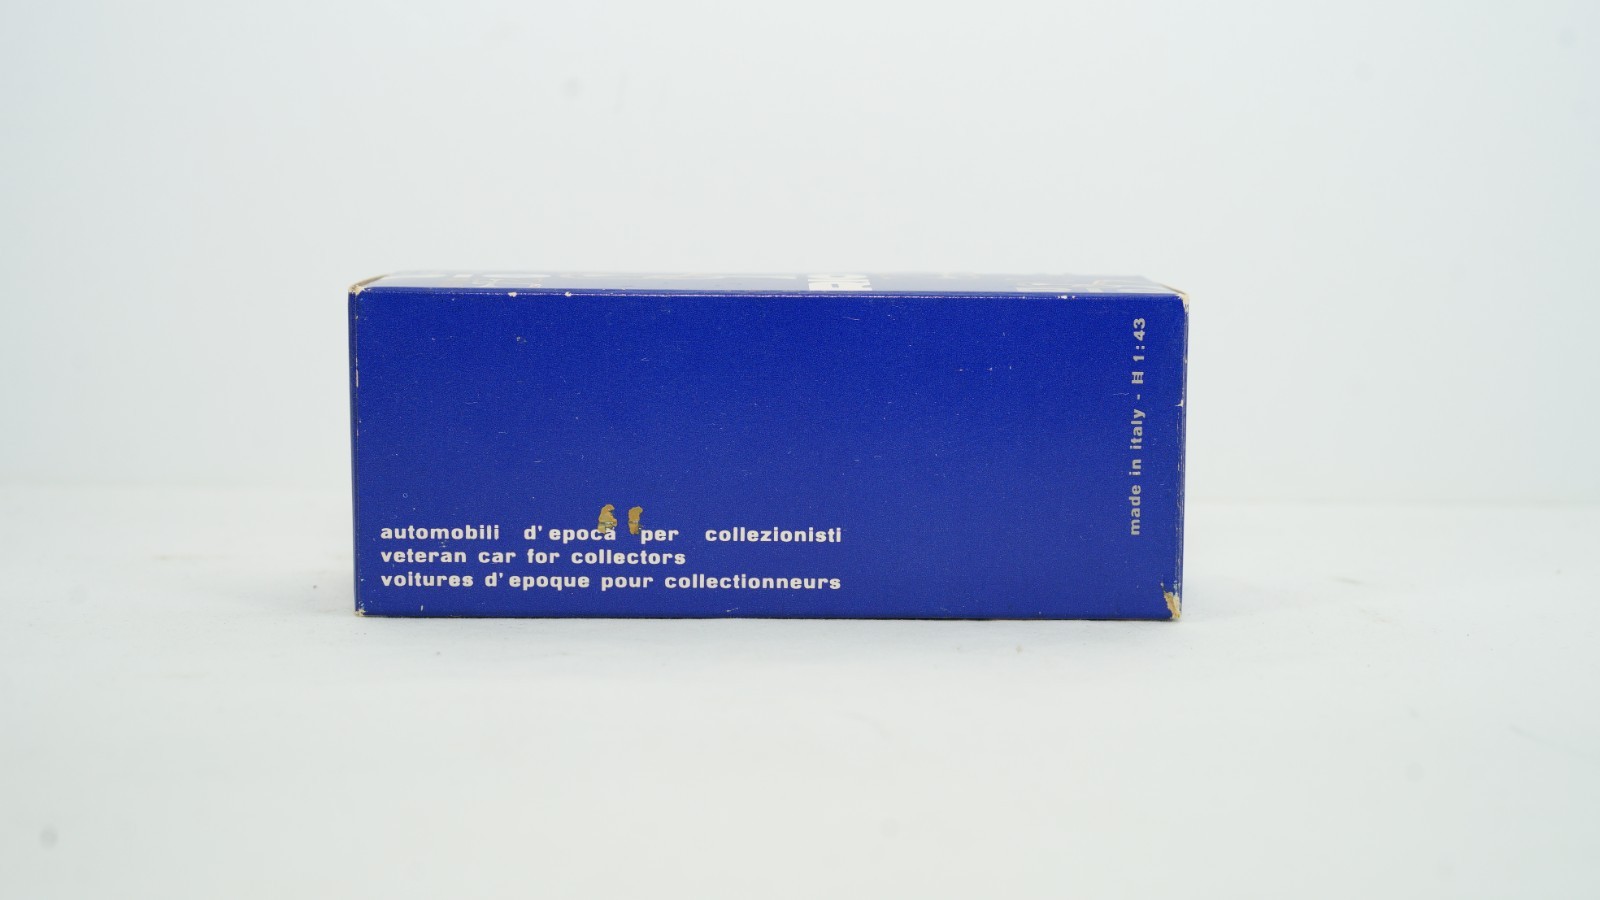 automobili d'epoca per collezionisti
veteran car for collectors
voitures d'epoque pour collectionneurs
made in italy - H 1:43